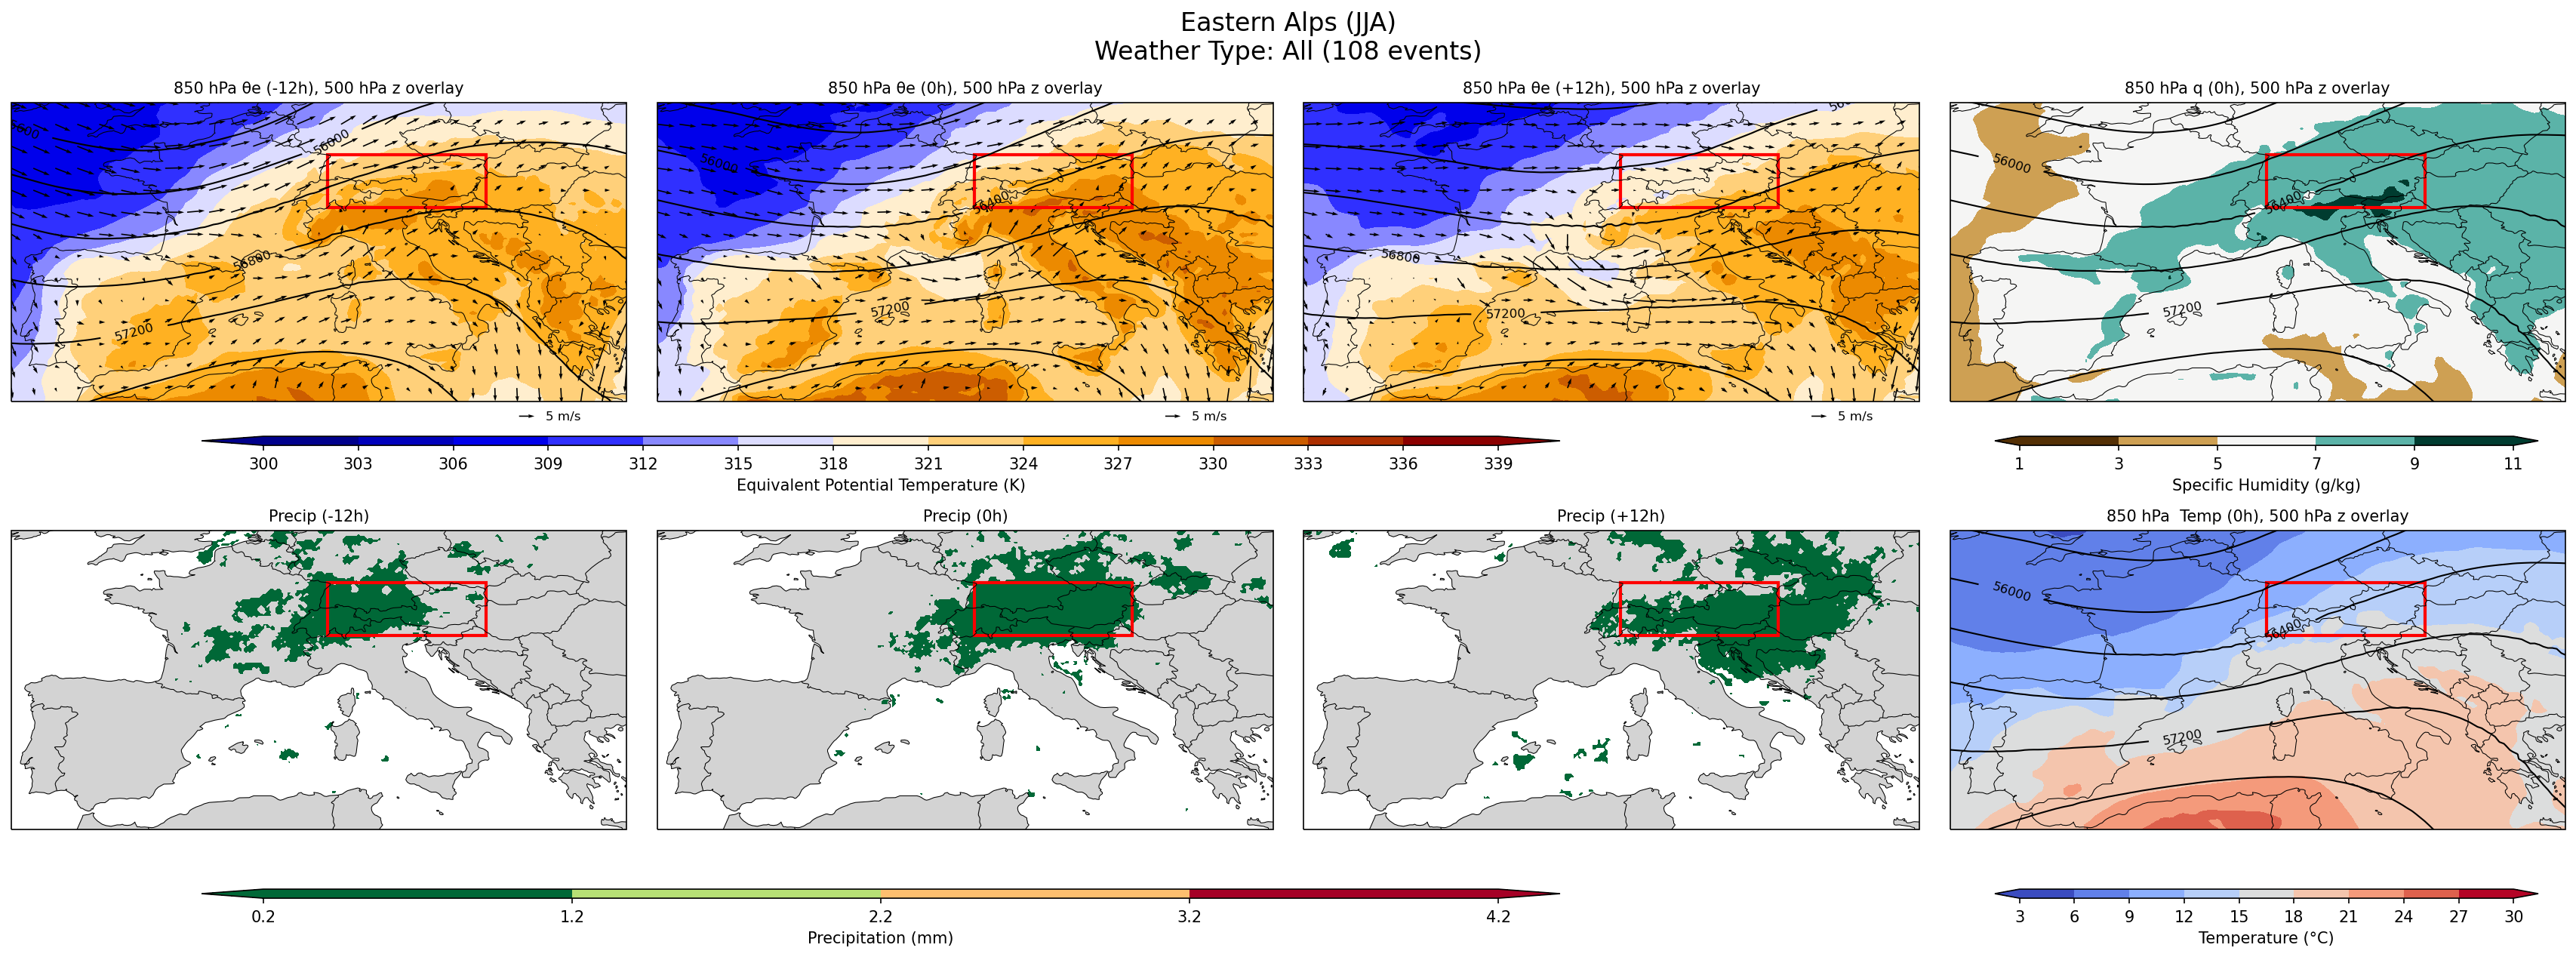 Eastern Alps (JJA)
Weather Type: All (108 events)
850 hPa θe (-12h), 500 hPa z overlay
850 hPa θe (0h), 500 hPa z overlay
850 hPa θe (+12h), 500 hPa z overlay
850 hPa q (0h), 500 hPa z overlay
56000
56800
57200
56000
56400
57200
56800
57200
56000
56400
57200
5 m/s
5 m/s
5 m/s
300 303 306 309 312 315 318 321 324 327 330 333 336 339
Equivalent Potential Temperature (K)
1 3 5 7 9 11
Specific Humidity (g/kg)
Precip (-12h)
Precip (0h)
Precip (+12h)
850 hPa  Temp (0h), 500 hPa z overlay
56000
56400
57200
0.2 1.2 2.2 3.2 4.2
Precipitation (mm)
3 6 9 12 15 18 21 24 27 30
Temperature (°C)